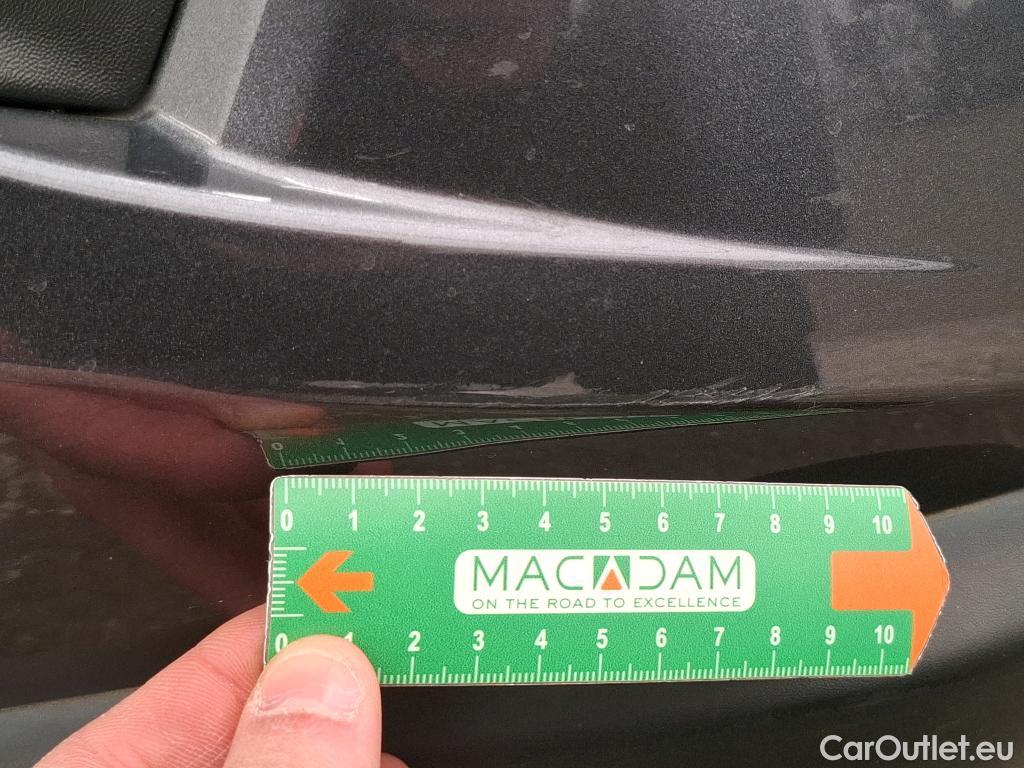 0 1 2 3 4 5 6 7 8 9 10
MACADAM
ON THE ROAD TO EXCELLENCE
0 1 2 3 4 5 6 7 8 9 10
CarOutlet.eu